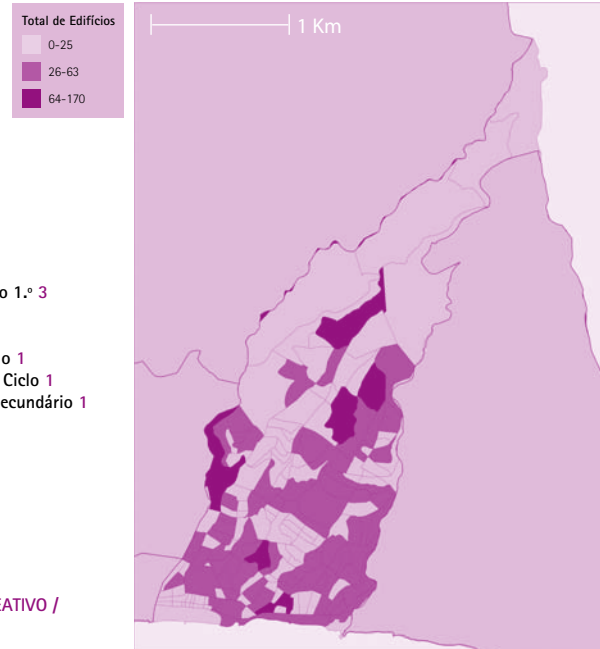 Total de Edifícios
0-25
26-63
64-170
1 Km
o 1.º 3
o 1
Ciclo 1
ecundário 1
EATIVO /